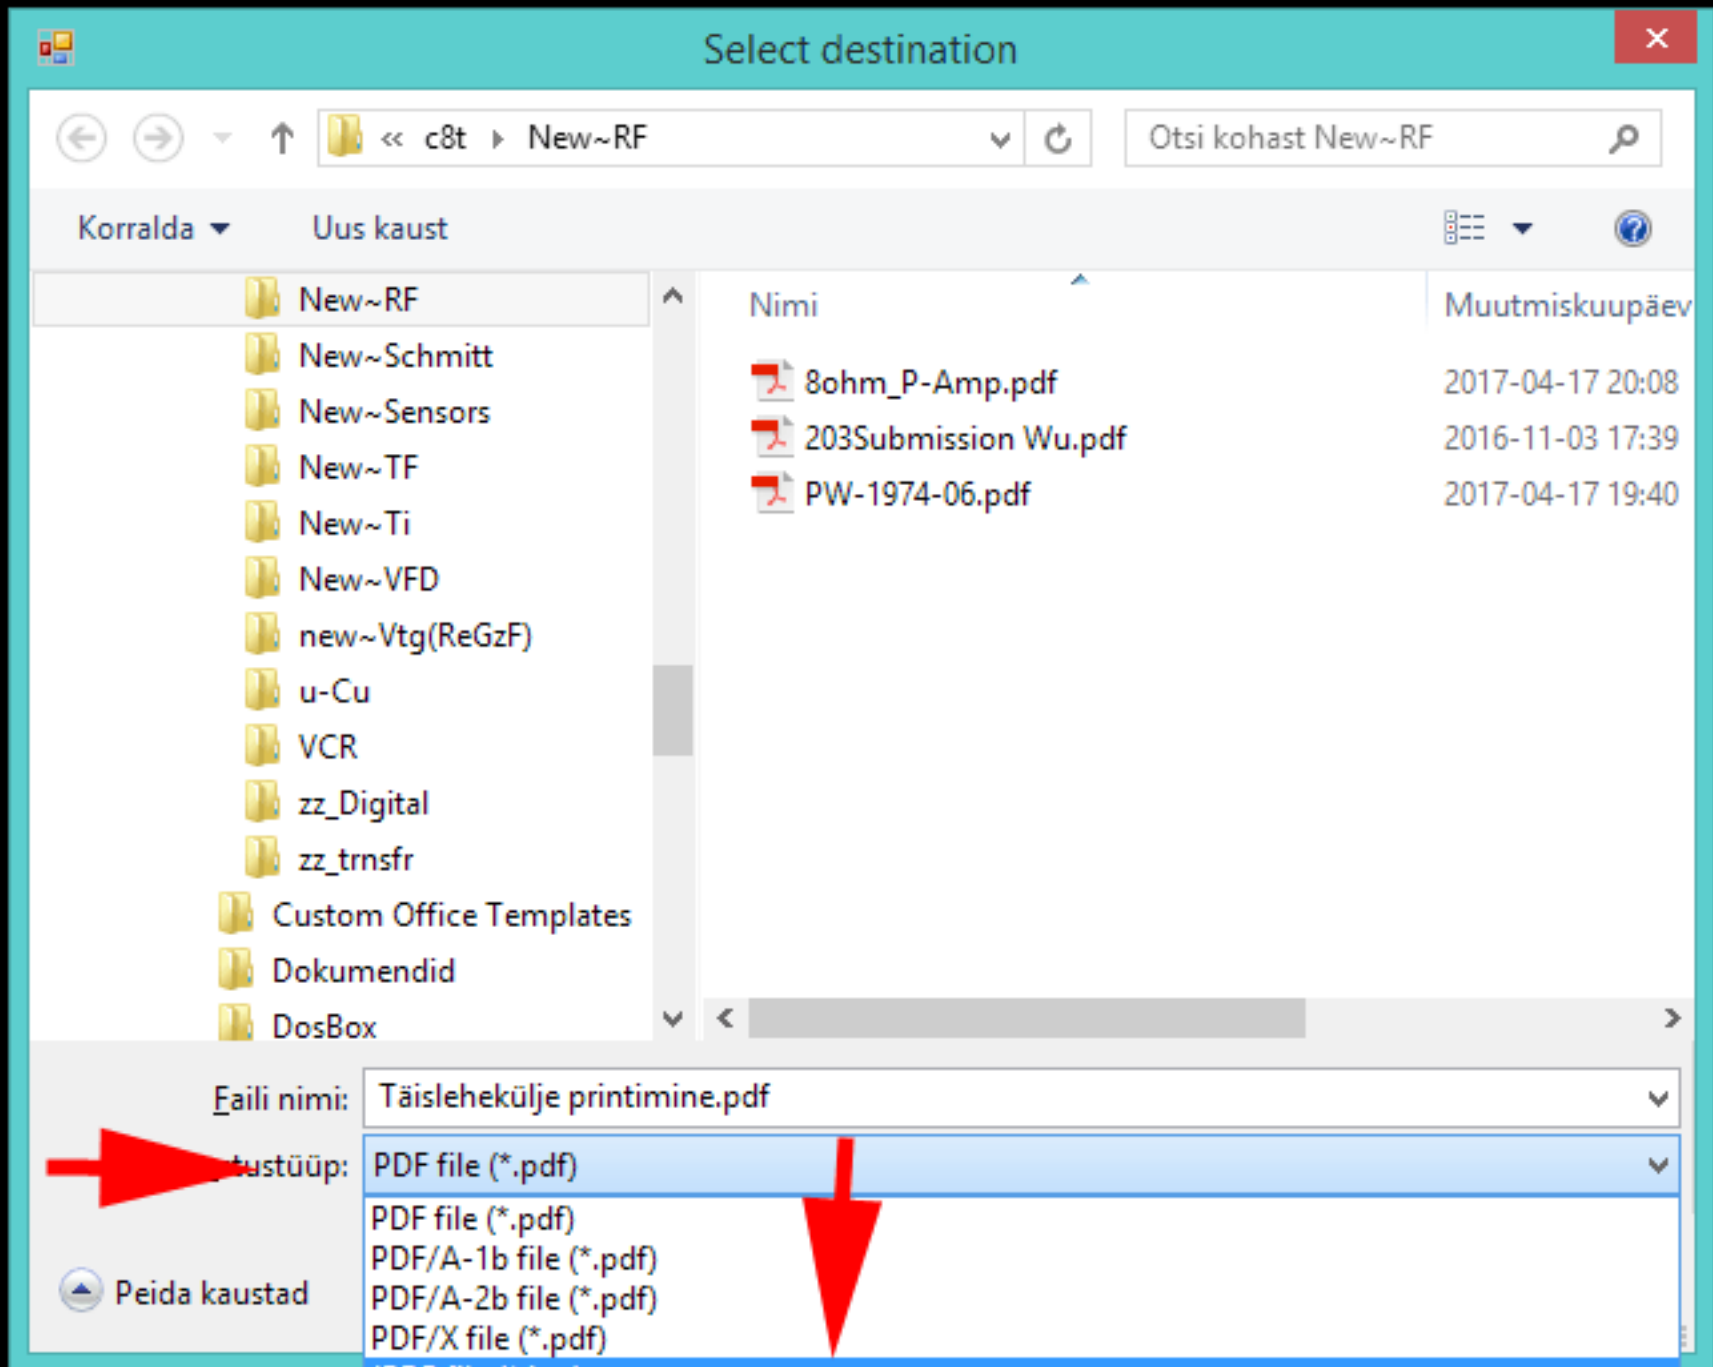 Select destination
« c8t New~RF
Otsi kohast New~RF
Korralda Uus kaust
New~RF
New~Schmitt
New~Sensors
New~TF
New~Ti
New~VFD
new~Vtg(ReGzF)
u-Cu
VCR
zz_Digital
zz_trnsfr
Custom Office Templates
Dokumendid
DosBox
Nimi Muutmiskuupäev
8ohm_P-Amp.pdf 2017-04-17 20:08
203Submission Wu.pdf 2016-11-03 17:39
PW-1974-06.pdf 2017-04-17 19:40
Faili nimi: Täislehekülje printimine.pdf
PDF file (*.pdf)
PDF file (*.pdf)
PDF/A-1b file (*.pdf)
PDF/A-2b file (*.pdf)
PDF/X file (*.pdf)
Peida kaustad